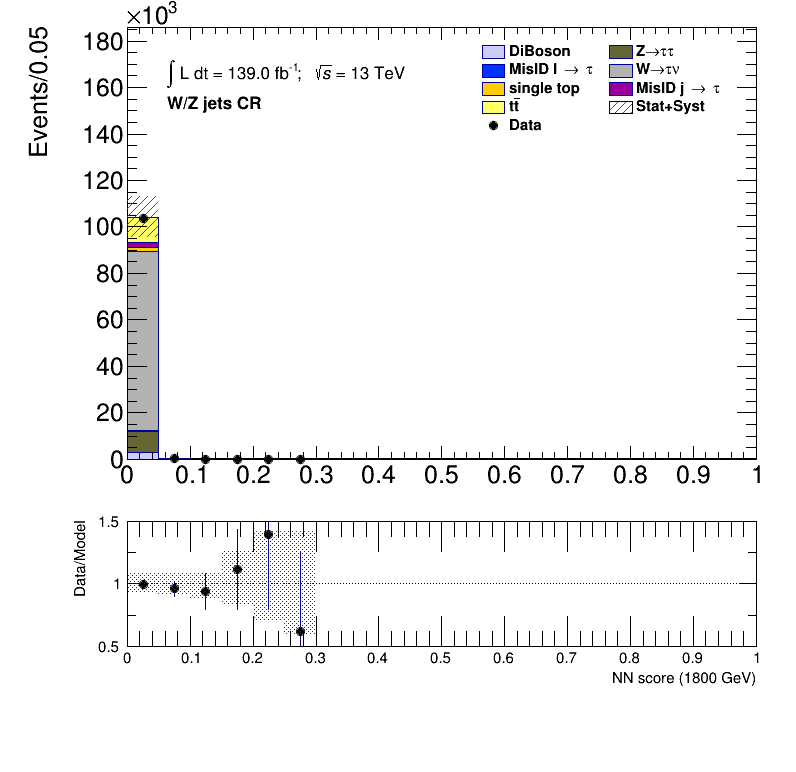 ×10³
Events/0.05
180
160
140
120
100
80
60
40
20
0
∫ L dt = 139.0 fb⁻¹; √s = 13 TeV
W/Z jets CR
DiBoson
Z→ττ
MisID l → τ
W→τν
single top
MisID j → τ
tt̄
Stat+Syst
Data
0 0.1 0.2 0.3 0.4 0.5 0.6 0.7 0.8 0.9 1
Data/Model
1.5
1
0.5
0 0.1 0.2 0.3 0.4 0.5 0.6 0.7 0.8 0.9 1
NN score (1800 GeV)